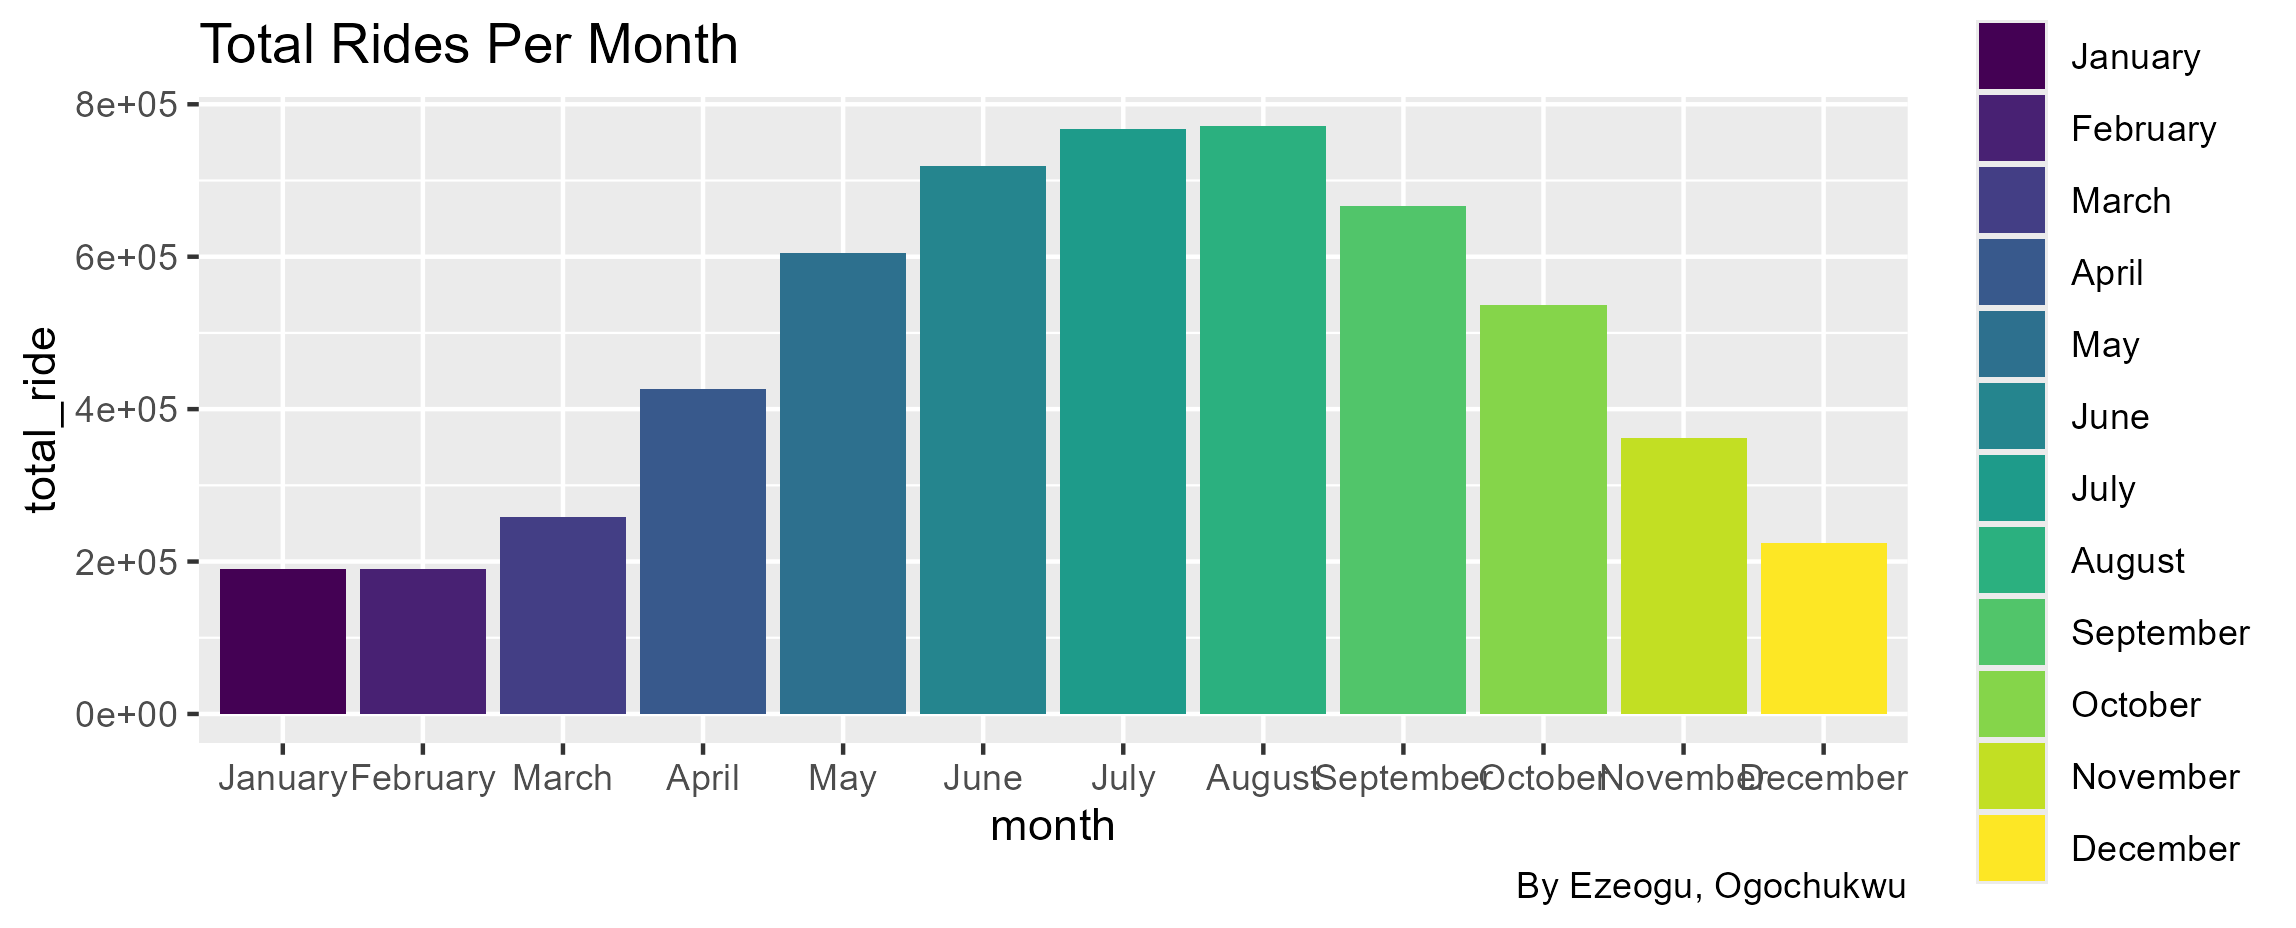 Total Rides Per Month
8e+05
6e+05
4e+05
2e+05
0e+00
total_ride
January February March April May June July August September October November December
month
By Ezeogu, Ogochukwu
January
February
March
April
May
June
July
August
September
October
November
December